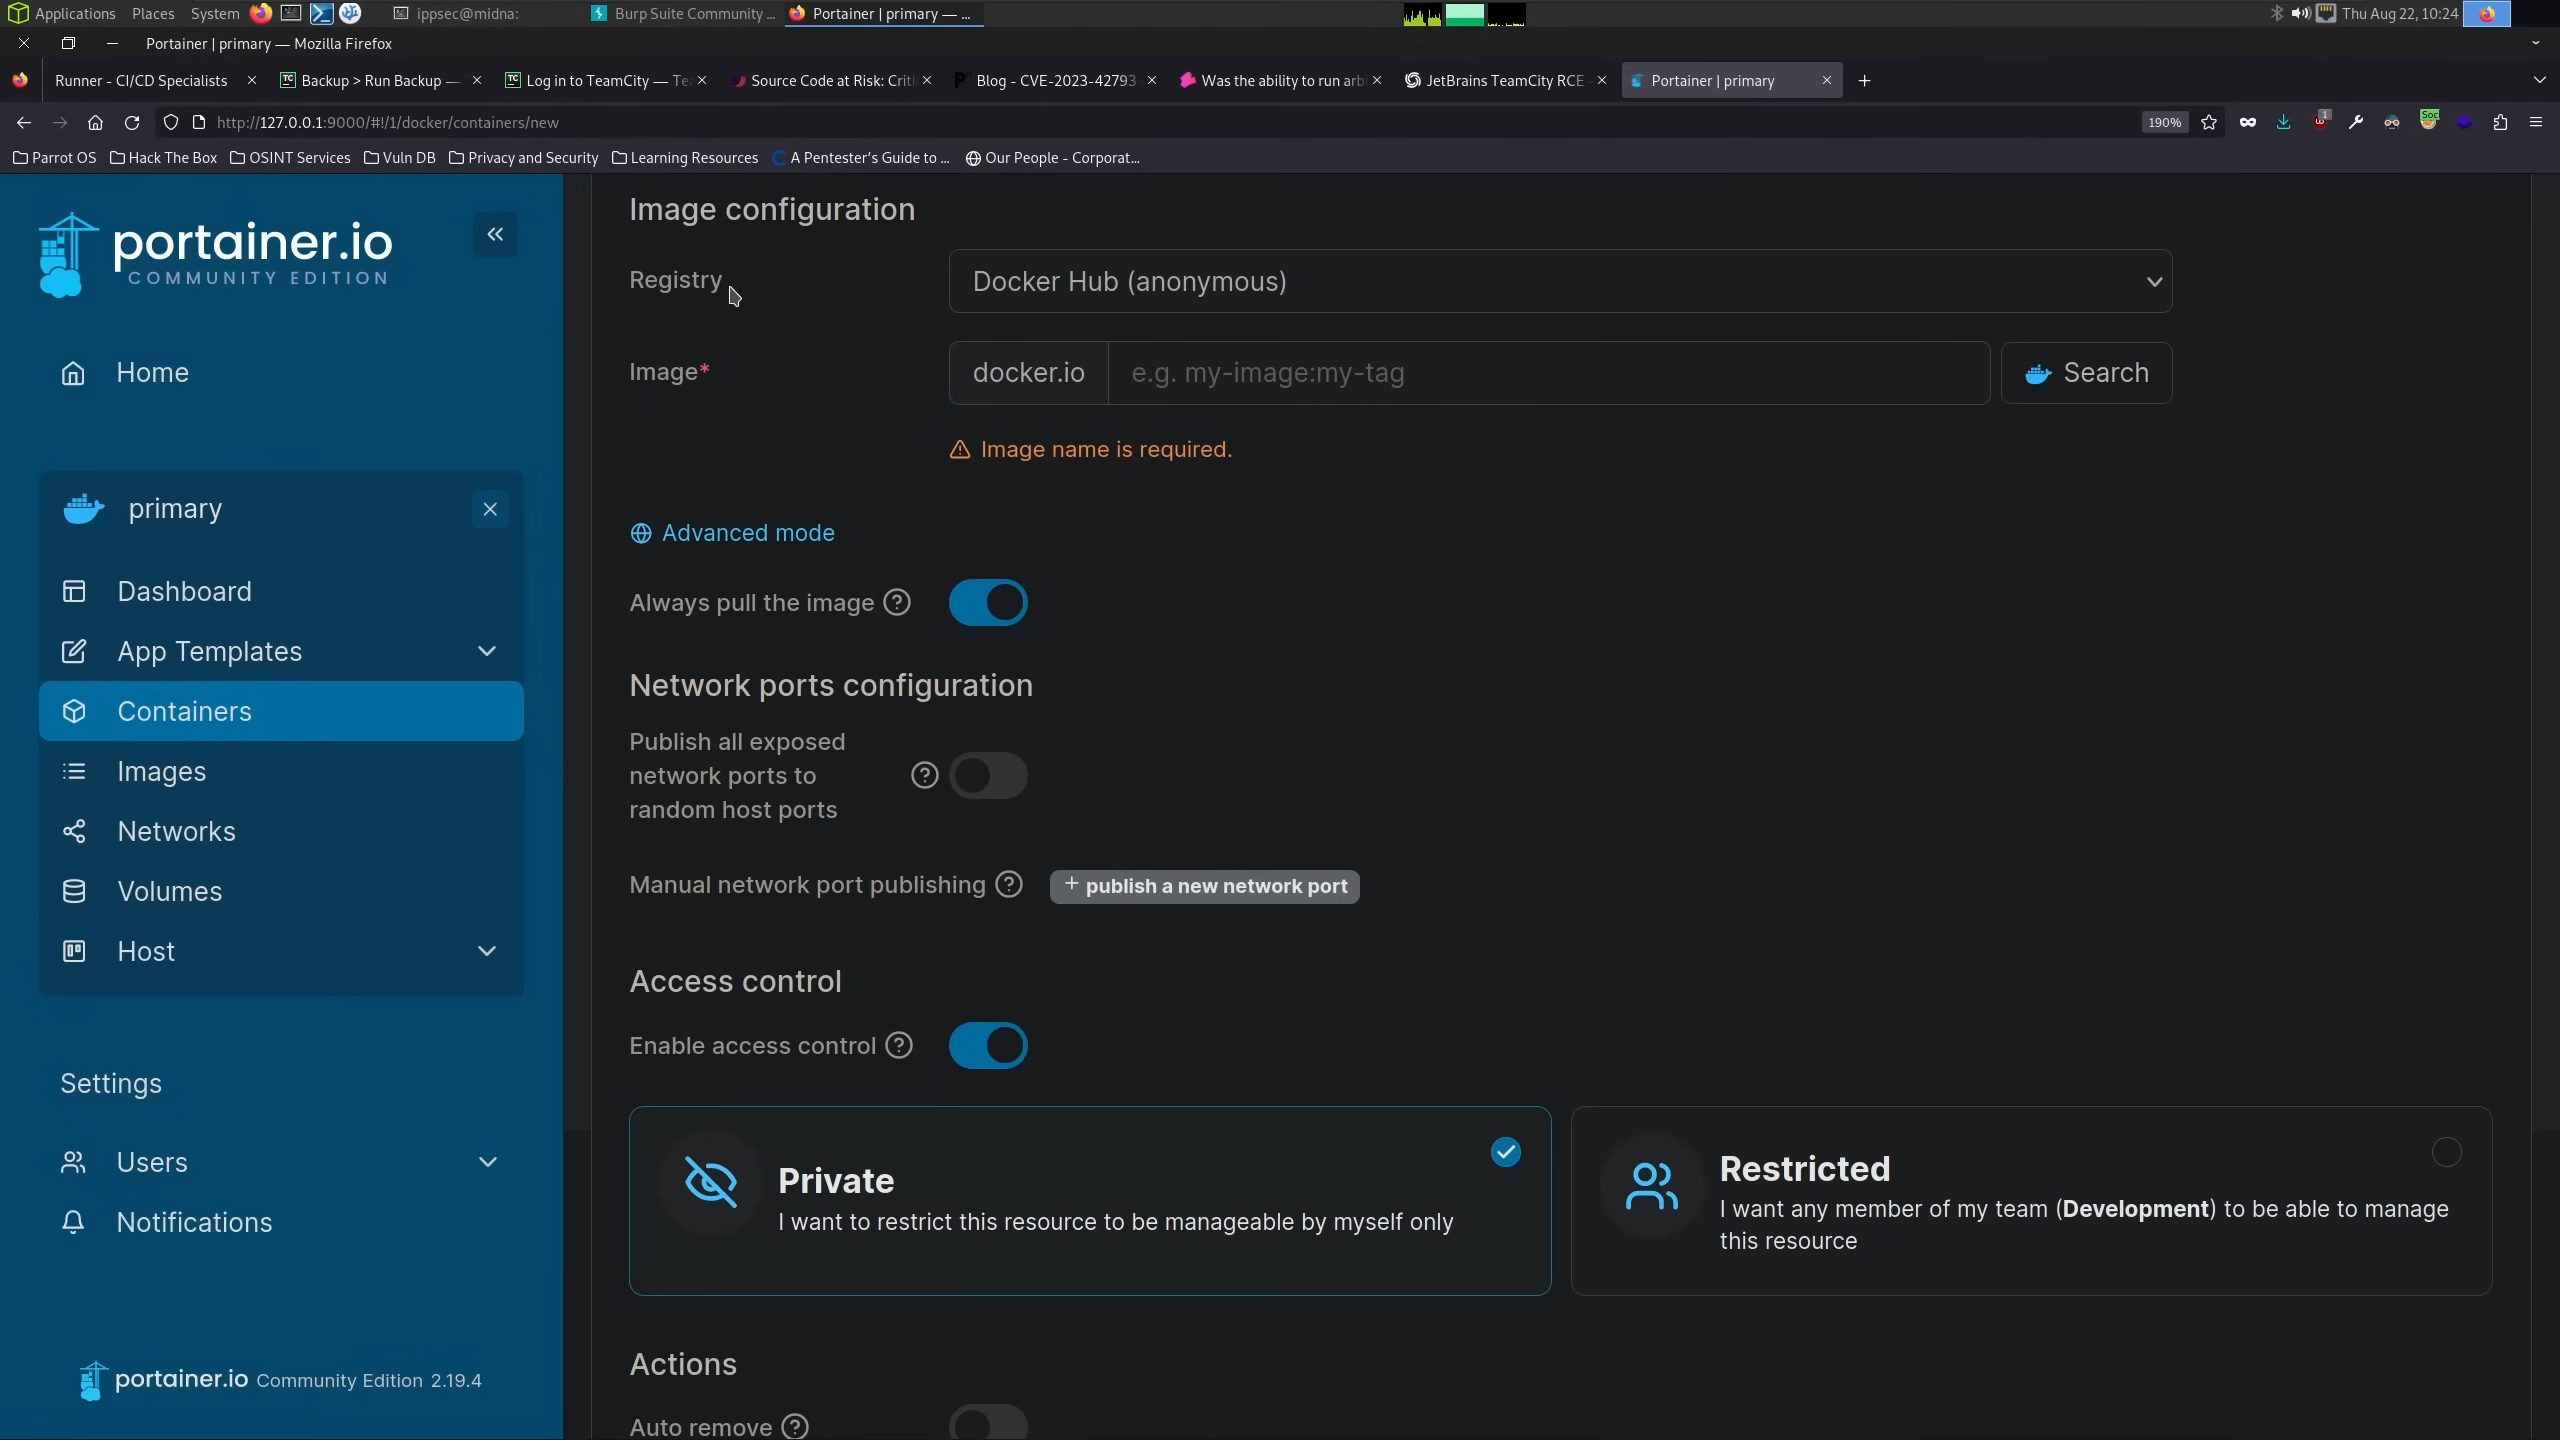 Applications Places System ippsec@midna: Burp Suite Community ... Portainer | primary — ... Thu Aug 22, 10:24
Portainer | primary — Mozilla Firefox
Runner - CI/CD Specialists Backup > Run Backup — Log in to TeamCity — Te Source Code at Risk: Criti Blog - CVE-2023-42793 Was the ability to run arb JetBrains TeamCity RCE Portainer | primary
http://127.0.0.1:9000/#!/1/docker/containers/new 190% 1 Soc
Parrot OS Hack The Box OSINT Services Vuln DB Privacy and Security Learning Resources A Pentester's Guide to ... Our People - Corporat...
portainer.io
COMMUNITY EDITION
Home
primary
Dashboard
App Templates
Containers
Images
Networks
Volumes
Host
Settings
Users
Notifications
portainer.io Community Edition 2.19.4
Image configuration
Registry Docker Hub (anonymous)
Image* docker.io e.g. my-image:my-tag Search
Image name is required.
Advanced mode
Always pull the image
Network ports configuration
Publish all exposed
network ports to
random host ports
Manual network port publishing + publish a new network port
Access control
Enable access control
Private
I want to restrict this resource to be manageable by myself only
Restricted
I want any member of my team (Development) to be able to manage
this resource
Actions
Auto remove